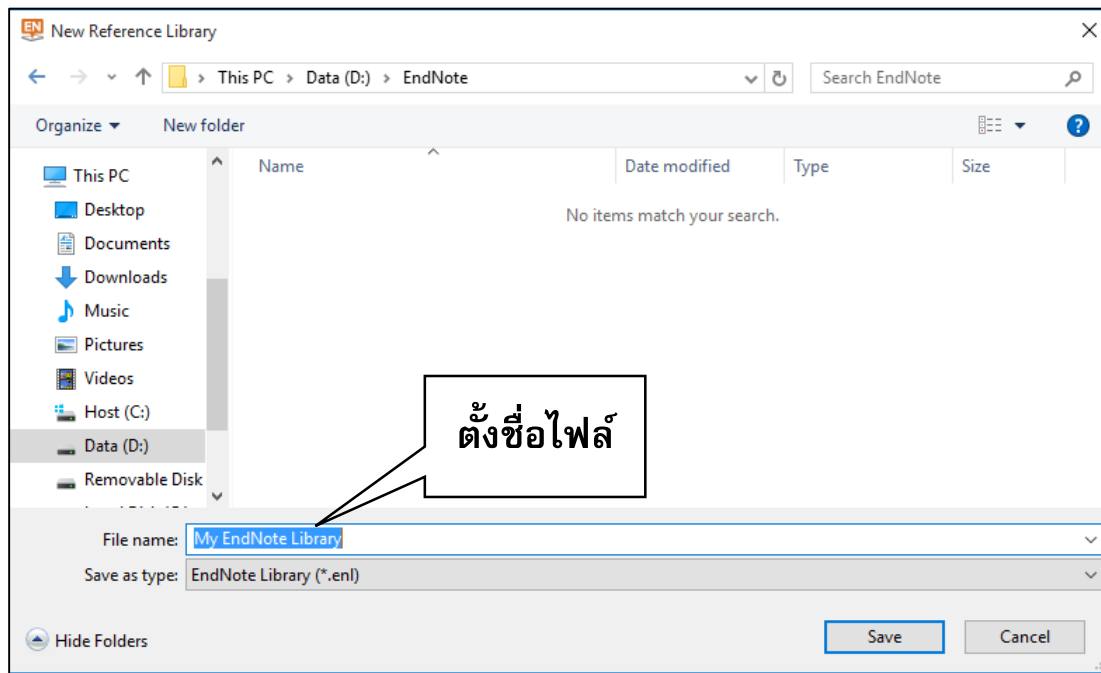 EN New Reference Library
This PC > Data (D:) > EndNote
Search EndNote
Organize
New folder
?
This PC
Desktop
Documents
Downloads
Music
Pictures
Videos
Host (C:)
Data (D:)
Removable Disk
Name
Date modified
Type
Size
No items match your search.
ตั้งชื่อไฟล์
File name: My EndNote Library
Save as type: EndNote Library (*.enl)
Hide Folders
Save
Cancel